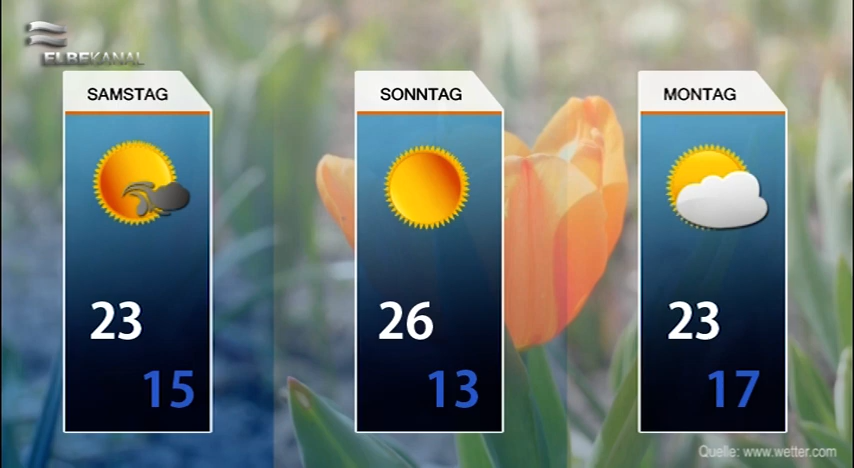 ELBEKANAL
SAMSTAG
23
15
SONNTAG
26
13
MONTAG
23
17
Quelle: www.wetter.com